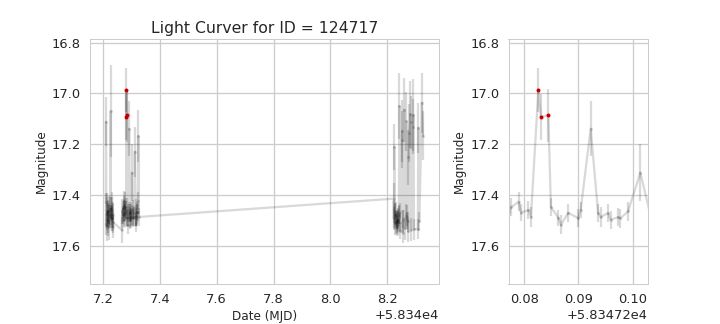 Light Curver for ID = 124717
16.8
17.0
17.2
17.4
17.6
Magnitude
7.2 7.4 7.6 7.8 8.0 8.2
Date (MJD)
+5.834e4
16.8
17.0
17.2
17.4
17.6
Magnitude
0.08 0.09 0.10
+5.83472e4